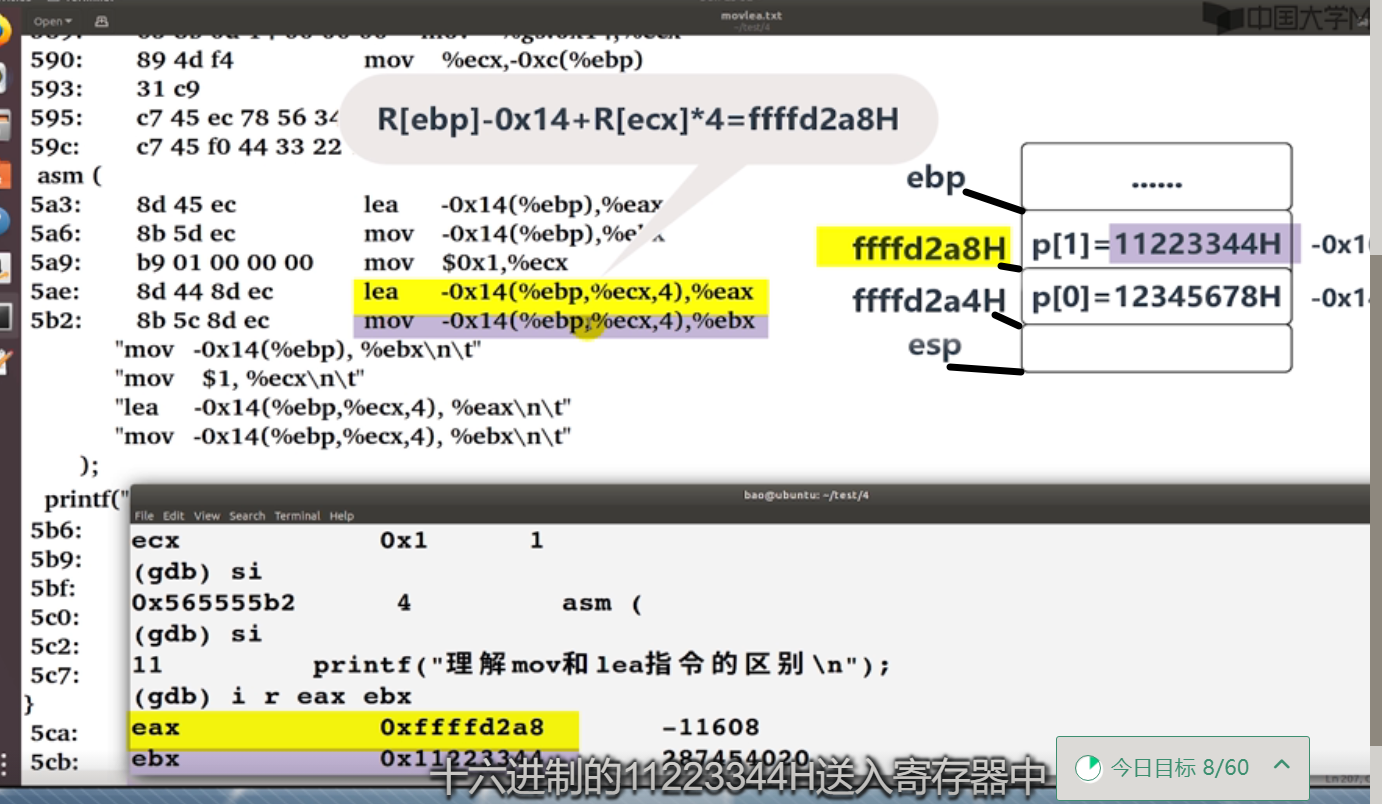 Open
movlea.txt
~/test/4
中国大学M
590: 89 4d f4 mov %ecx,-0xc(%ebp)
593: 31 c9
595: c7 45 ec 78 56 34
59c: c7 45 f0 44 33 22
R[ebp]-0x14+R[ecx]*4=ffffd2a8H
asm (
5a3: 8d 45 ec lea -0x14(%ebp),%eax
5a6: 8b 5d ec mov -0x14(%ebp),%ebx
5a9: b9 01 00 00 00 mov $0x1,%ecx
5ae: 8d 44 8d ec lea -0x14(%ebp,%ecx,4),%eax
5b2: 8b 5c 8d ec mov -0x14(%ebp,%ecx,4),%ebx
"mov -0x14(%ebp), %ebx\n\t"
"mov $1, %ecx\n\t"
"lea -0x14(%ebp,%ecx,4), %eax\n\t"
"mov -0x14(%ebp,%ecx,4), %ebx\n\t"
);
printf("
5b6:
5b9:
5bf:
5c0:
5c2:
5c7:
}
5ca:
5cb:
ebp
......
ffffd2a8H p[1]=11223344H -0x10
ffffd2a4H p[0]=12345678H -0x14
esp
bao@ubuntu: ~/test/4
File Edit View Search Terminal Help
ecx 0x1 1
(gdb) si
0x565555b2 4 asm (
(gdb) si
11 printf("理解mov和lea指令的区别\n");
(gdb) i r eax ebx
eax 0xffffd2a8 -11608
ebx 0x11223344 287454020
十六进制的11223344H送入寄存器中
今日目标 8/60